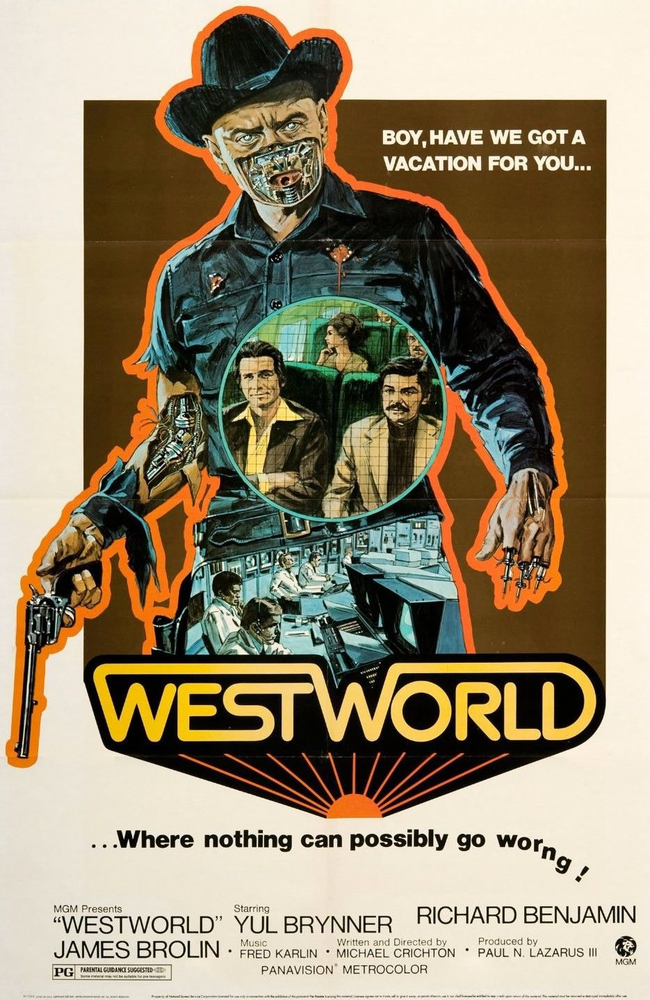 BOY, HAVE WE GOT A
VACATION FOR YOU...
WESTWORLD
...Where nothing can possibly go worng!
MGM Presents
"WESTWORLD"
Starring
YUL BRYNNER
RICHARD BENJAMIN
JAMES BROLIN
· Music
FRED KARLIN
· Written and Directed by
MICHAEL CRICHTON
· Produced by
PAUL N. LAZARUS III
MGM
PANAVISION® METROCOLOR
PG PARENTAL GUIDANCE SUGGESTED
Some material may not be suitable for pre-teenagers